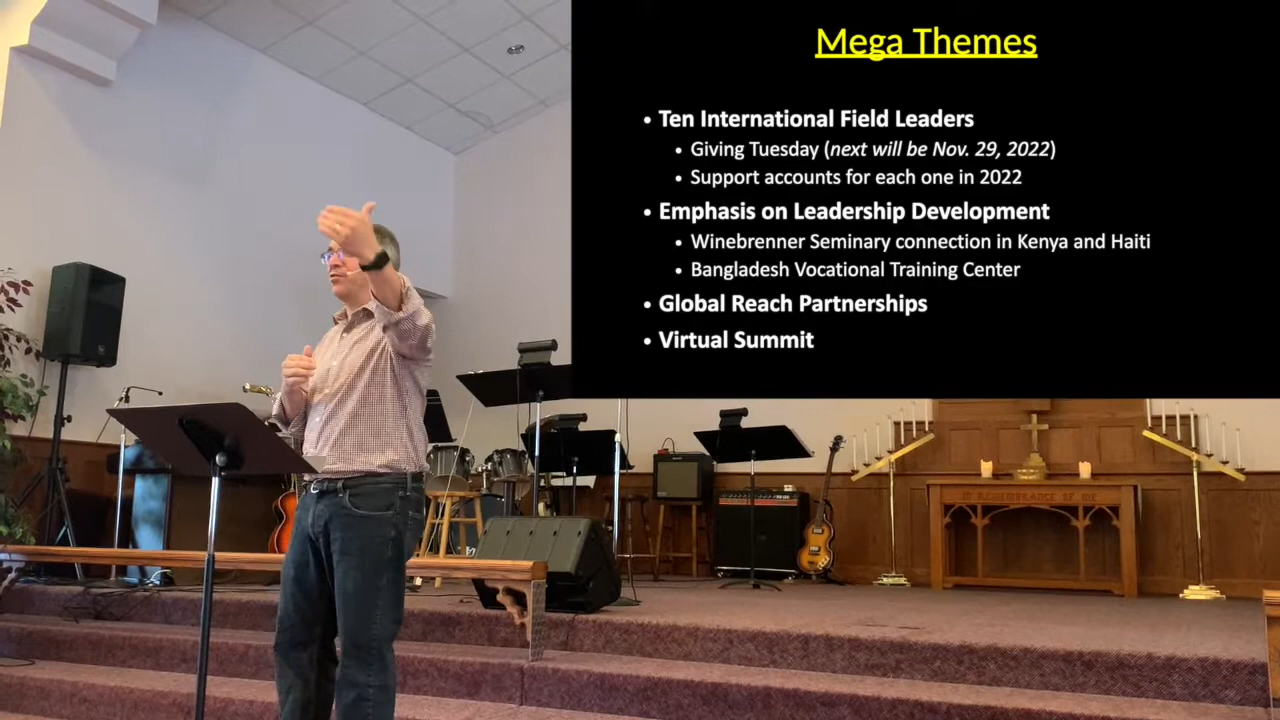 Mega Themes
• Ten International Field Leaders
• Giving Tuesday (next will be Nov. 29, 2022)
• Support accounts for each one in 2022
• Emphasis on Leadership Development
• Winebrenner Seminary connection in Kenya and Haiti
• Bangladesh Vocational Training Center
• Global Reach Partnerships
• Virtual Summit
IN REMEMBRANCE OF ME